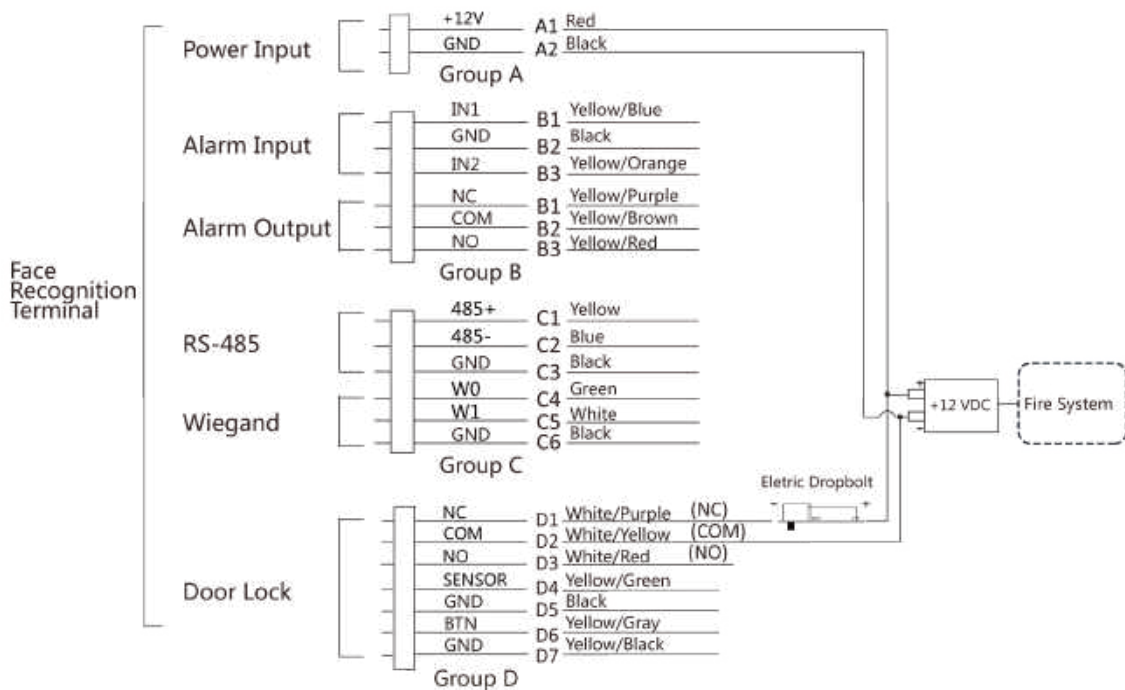 Face
Recognition
Terminal
Power Input
+12V A1 Red
GND A2 Black
Group A
Alarm Input
IN1 B1 Yellow/Blue
GND B2 Black
IN2 B3 Yellow/Orange
Alarm Output
NC B1 Yellow/Purple
COM B2 Yellow/Brown
NO B3 Yellow/Red
Group B
RS-485
485+ C1 Yellow
485- C2 Blue
GND C3 Black
Wiegand
W0 C4 Green
W1 C5 White
GND C6 Black
Group C
Door Lock
NC D1 White/Purple (NC)
COM D2 White/Yellow (COM)
NO D3 White/Red (NO)
SENSOR D4 Yellow/Green
GND D5 Black
BTN D6 Yellow/Gray
GND D7 Yellow/Black
Group D
Eletric Dropbolt
- +
+
+12 VDC
-
Fire System